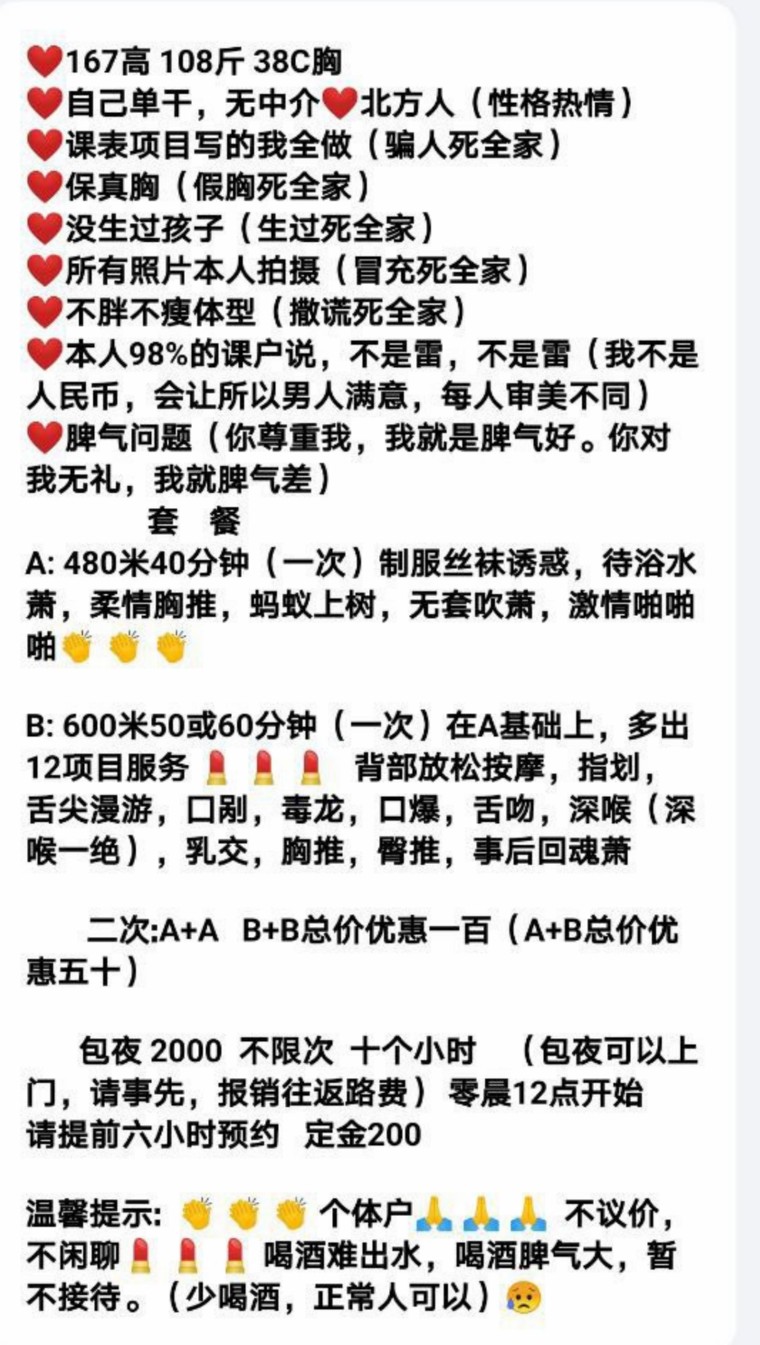 ❤️167高 108斤 38C胸
❤️自己单干，无中介❤️北方人（性格热情）
❤️课表项目写的我全做（骗人死全家）
❤️保真胸（假胸死全家）
❤️没生过孩子（生过死全家）
❤️所有照片本人拍摄（冒充死全家）
❤️不胖不瘦体型（撒谎死全家）
❤️本人98%的课户说，不是雷，不是雷（我不是
人民币，会让所以男人满意，每人审美不同）
❤️脾气问题（你尊重我，我就是脾气好。你对
我无礼，我就脾气差）
套 餐
A: 480米40分钟（一次）制服丝袜诱惑，待浴水
萧，柔情胸推，蚂蚁上树，无套吹萧，激情啪啪
啪👏 👏 👏
B: 600米50或60分钟（一次）在A基础上，多出
12项目服务 💄 💄 💄 背部放松按摩，指划，
舌尖漫游，口剐，毒龙，口爆，舌吻，深喉（深
喉一绝），乳交，胸推，臀推，事后回魂萧
二次:A+A B+B总价优惠一百（A+B总价优
惠五十）
包夜 2000 不限次 十个小时 （包夜可以上
门，请事先，报销往返路费） 零晨12点开始
请提前六小时预约 定金200
温馨提示: 👏 👏 👏 个体户🙏 🙏 🙏 不议价，
不闲聊💄 💄 💄 喝酒难出水，喝酒脾气大，暂
不接待。（少喝酒，正常人可以）😥